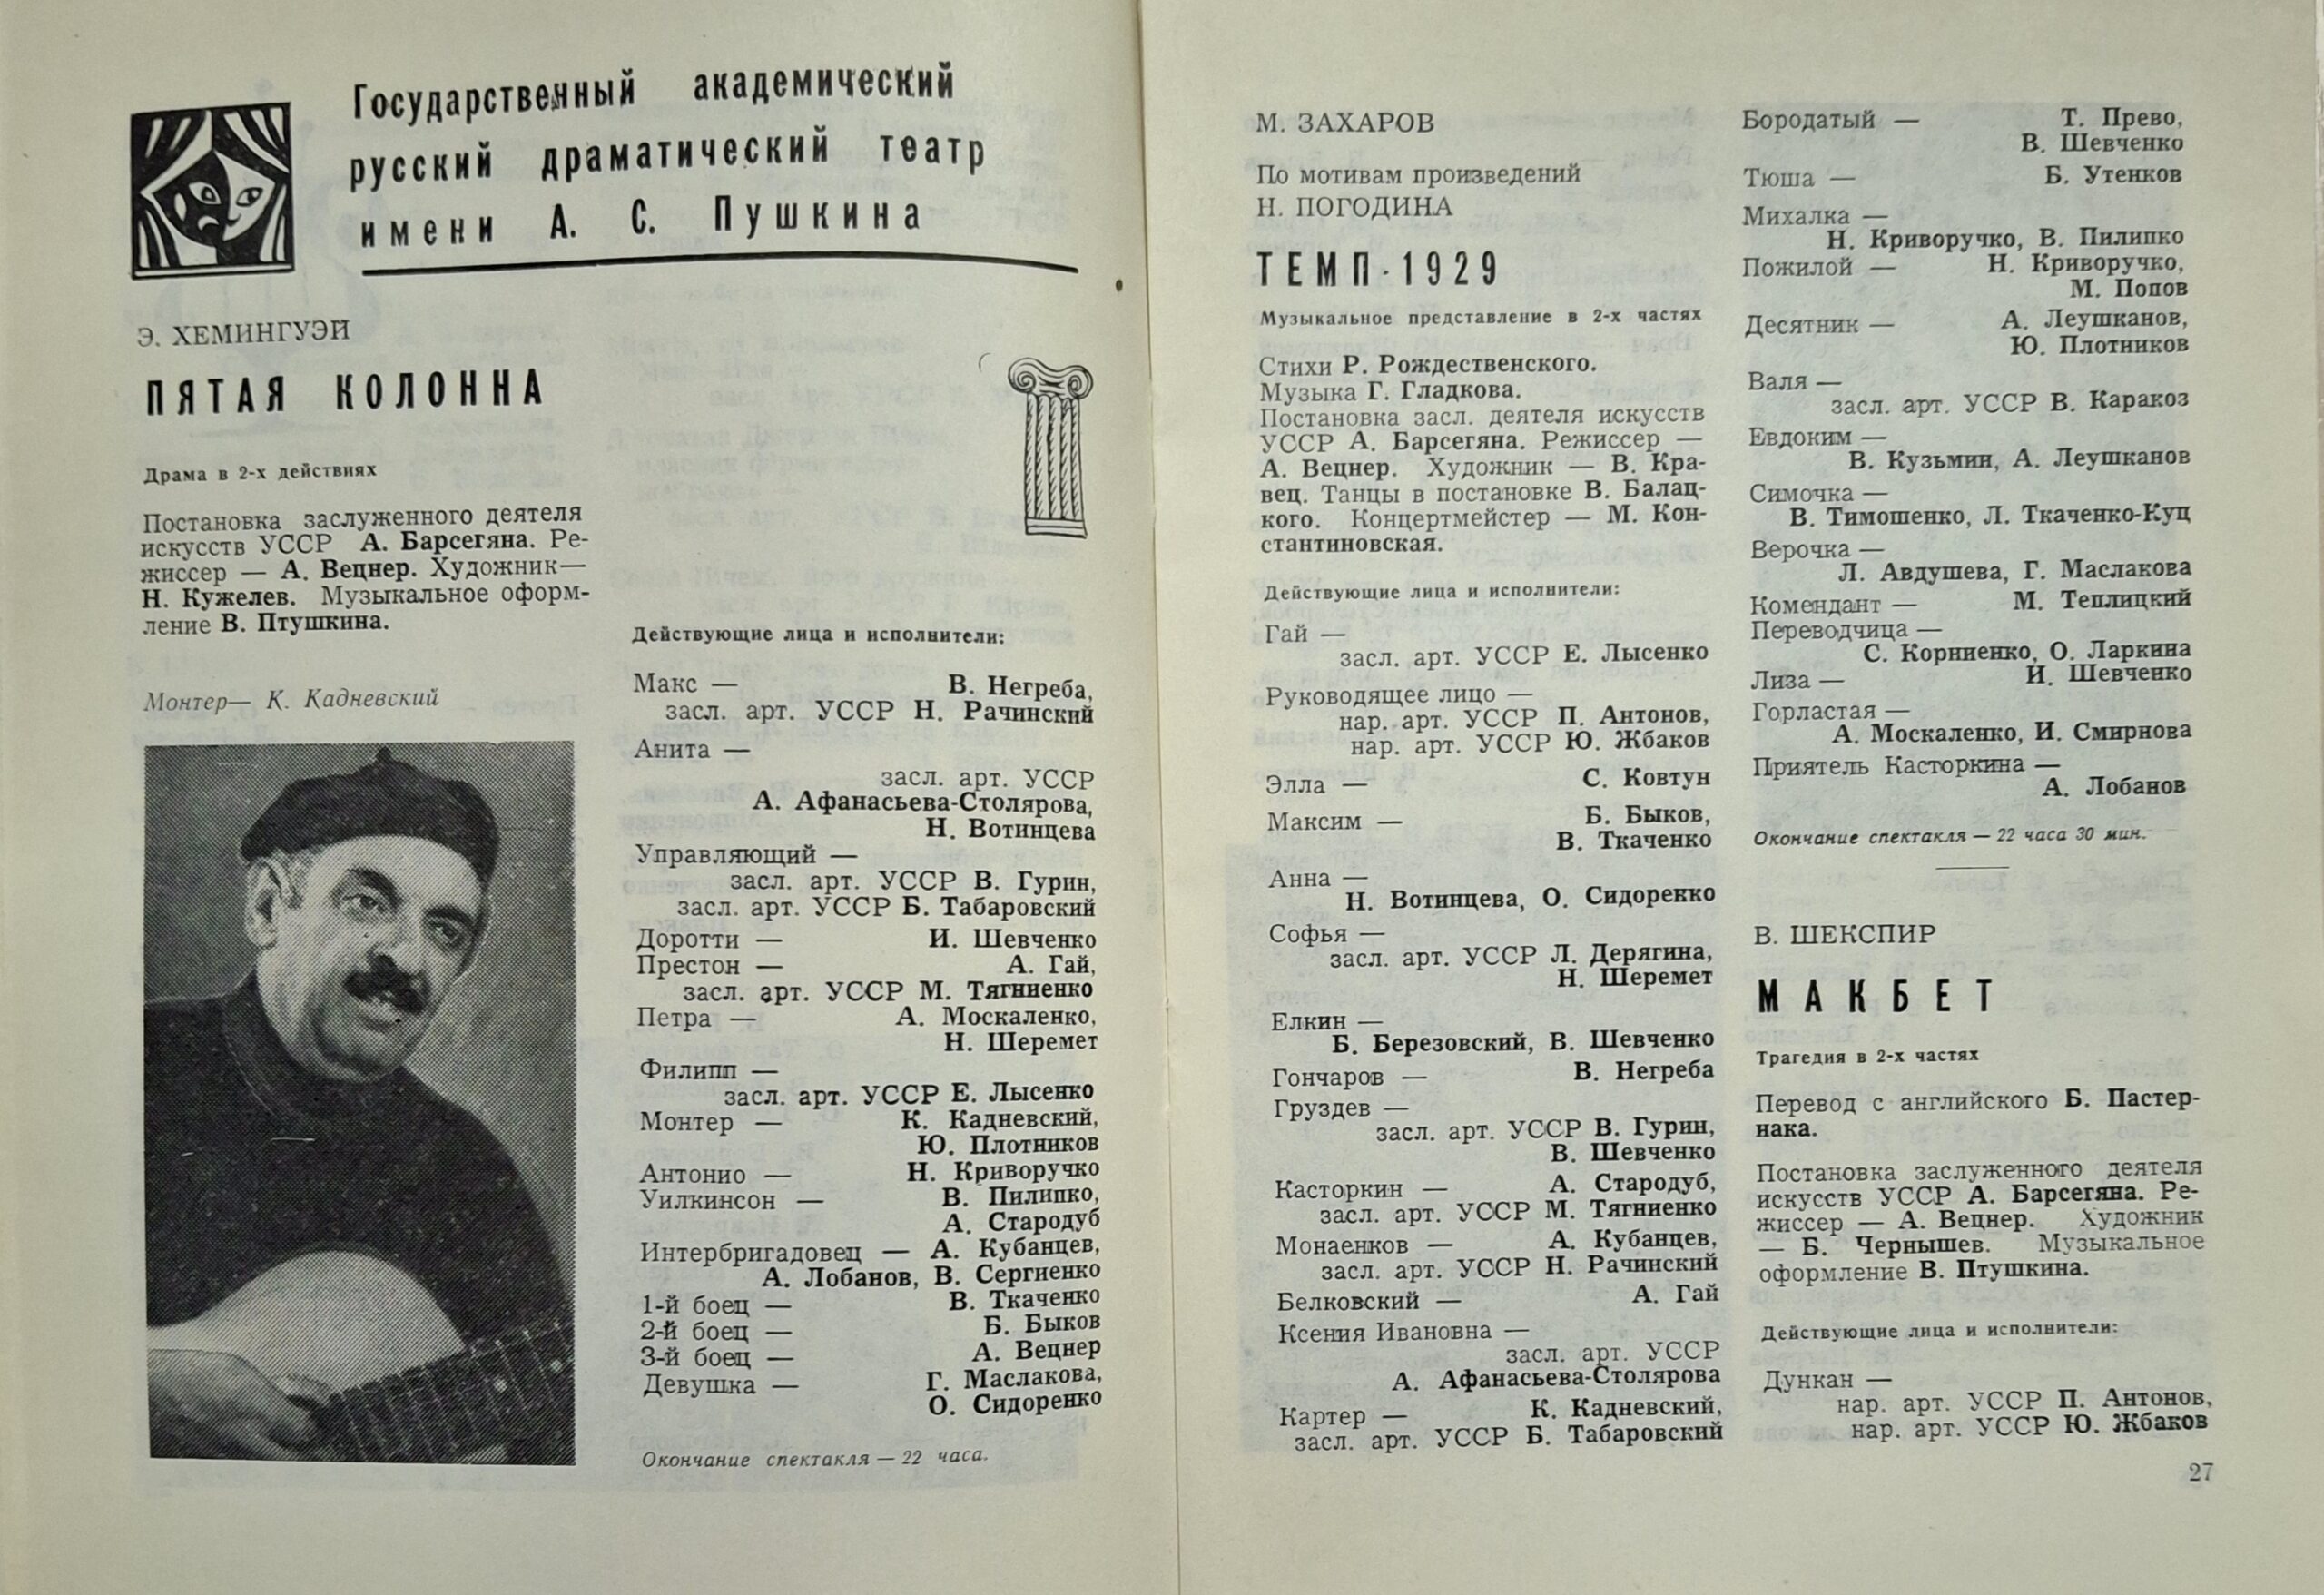 Государственный академический
русский драматический театр
имени А. С. Пушкина
Э. ХЕМИНГУЭЙ
ПЯТАЯ КОЛОННА
Драма в 2-х действиях
Постановка заслуженного деятеля
искусств УССР А. Барсегяна. Ре-
жиссер — А. Вецнер. Художник—
Н. Кужелев. Музыкальное оформ-
ление В. Птушкина.
Монтер— К. Кадневский
Действующие лица и исполнители:
Макс — В. Негреба,
засл. арт. УССР Н. Рачинский
Анита —
засл. арт. УССР
А. Афанасьева-Столярова,
Н. Вотинцева
Управляющий —
засл. арт. УССР В. Гурин,
засл. арт. УССР Б. Табаровский
Доротти — И. Шевченко
Престон — А. Гай,
засл. арт. УССР М. Тягниенко
Петра — А. Москаленко,
Н. Шеремет
Филипп —
засл. арт. УССР Е. Лысенко
Монтер — К. Кадневский,
Ю. Плотников
Антонио — Н. Криворучко
Уилкинсон — В. Пилипко,
А. Стародуб
Интербригадовец — А. Кубанцев,
А. Лобанов, В. Сергиенко
1-й боец — В. Ткаченко
2-й боец — Б. Быков
3-й боец — А. Вецнер
Девушка — Г. Маслакова,
О. Сидоренко
Окончание спектакля — 22 часа.
М. ЗАХАРОВ
По мотивам произведений
Н. ПОГОДИНА
ТЕМП-1929
Музыкальное представление в 2-х частях
Стихи Р. Рождественского.
Музыка Г. Гладкова.
Постановка засл. деятеля искусств
УССР А. Барсегяна. Режиссер —
А. Вецнер. Художник — В. Кра-
вец. Танцы в постановке В. Балац-
кого. Концертмейстер — М. Кон-
стантиновская.
Действующие лица и исполнители:
Гай —
засл. арт. УССР Е. Лысенко
Руководящее лицо —
нар. арт. УССР П. Антонов,
нар. арт. УССР Ю. Жбаков
Элла — С. Ковтун
Максим — Б. Быков,
В. Ткаченко
Анна —
Н. Вотинцева, О. Сидоренко
Софья —
засл. арт. УССР Л. Дерягина,
Н. Шеремет
Елкин —
Б. Березовский, В. Шевченко
Гончаров — В. Негреба
Груздев —
засл. арт. УССР В. Гурин,
В. Шевченко
Касторкин — А. Стародуб,
засл. арт. УССР М. Тягниенко
Монаенков — А. Кубанцев,
засл. арт. УССР Н. Рачинский
Белковский — А. Гай
Ксения Ивановна —
засл. арт. УССР
А. Афанасьева-Столярова
Картер — К. Кадневский,
засл. арт. УССР Б. Табаровский
Бородатый — Т. Прево,
В. Шевченко
Тюша — Б. Утенков
Михалка —
Н. Криворучко, В. Пилипко
Пожилой — Н. Криворучко,
М. Попов
Десятник — А. Леушканов,
Ю. Плотников
Валя —
засл. арт. УССР В. Каракоз
Евдоким —
В. Кузьмин, А. Леушканов
Симочка —
В. Тимошенко, Л. Ткаченко-Куц
Верочка —
Л. Авдушева, Г. Маслакова
Комендант — М. Теплицкий
Переводчица —
С. Корниенко, О. Ларкина
Лиза — И. Шевченко
Горластая —
А. Москаленко, И. Смирнова
Приятель Касторкина —
А. Лобанов
Окончание спектакля — 22 часа 30 мин.
В. ШЕКСПИР
МАКБЕТ
Трагедия в 2-х частях
Перевод с английского Б. Пастер-
нака.
Постановка заслуженного деятеля
искусств УССР А. Барсегяна. Ре-
жиссер — А. Вецнер. Художник
— Б. Чернышев. Музыкальное
оформление В. Птушкина.
Действующие лица и исполнители:
Дункан —
нар. арт. УССР П. Антонов,
нар. арт. УССР Ю. Жбаков
27